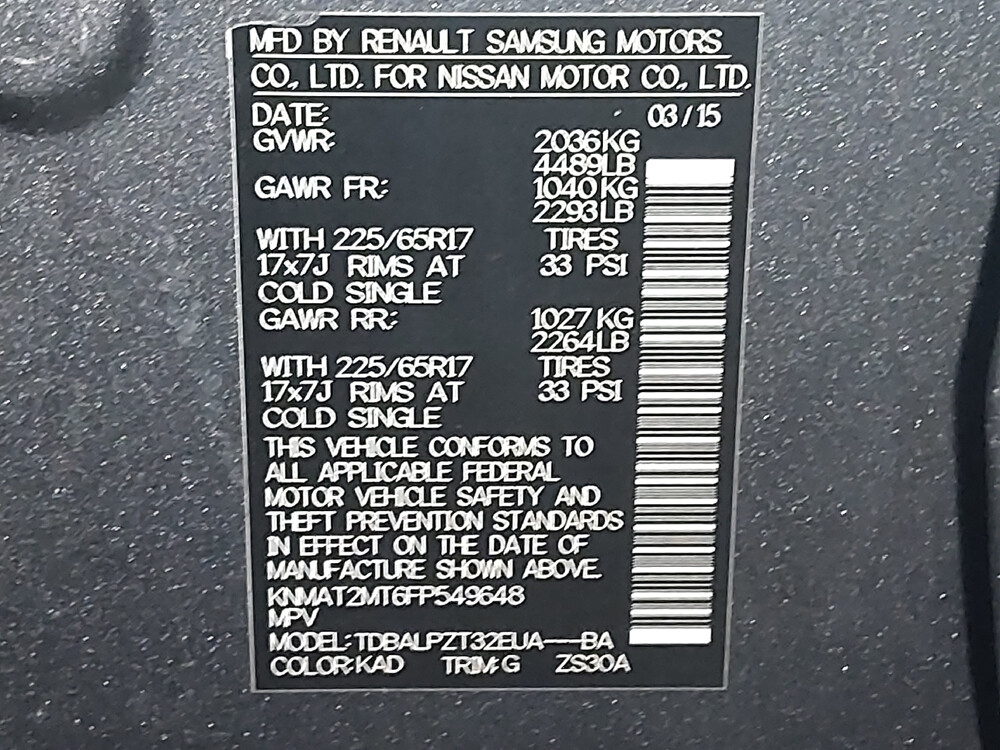 MFD BY RENAULT SAMSUNG MOTORS
CO., LTD. FOR NISSAN MOTOR CO., LTD.
DATE: 03/15
GVWR: 2036KG
4489LB
GAWR FR: 1040KG
2293LB
WITH 225/65R17 TIRES
17x7J RIMS AT 33 PSI
COLD SINGLE
GAWR RR: 1027KG
2264LB
WITH 225/65R17 TIRES
17x7J RIMS AT 33 PSI
COLD SINGLE
THIS VEHICLE CONFORMS TO
ALL APPLICABLE FEDERAL
MOTOR VEHICLE SAFETY AND
THEFT PREVENTION STANDARDS
IN EFFECT ON THE DATE OF
MANUFACTURE SHOWN ABOVE.
KNMAT2MT6FP549648
MPV
MODEL:TDBALPZT32EUA---BA
COLOR:KAD TRIM:G ZS30A